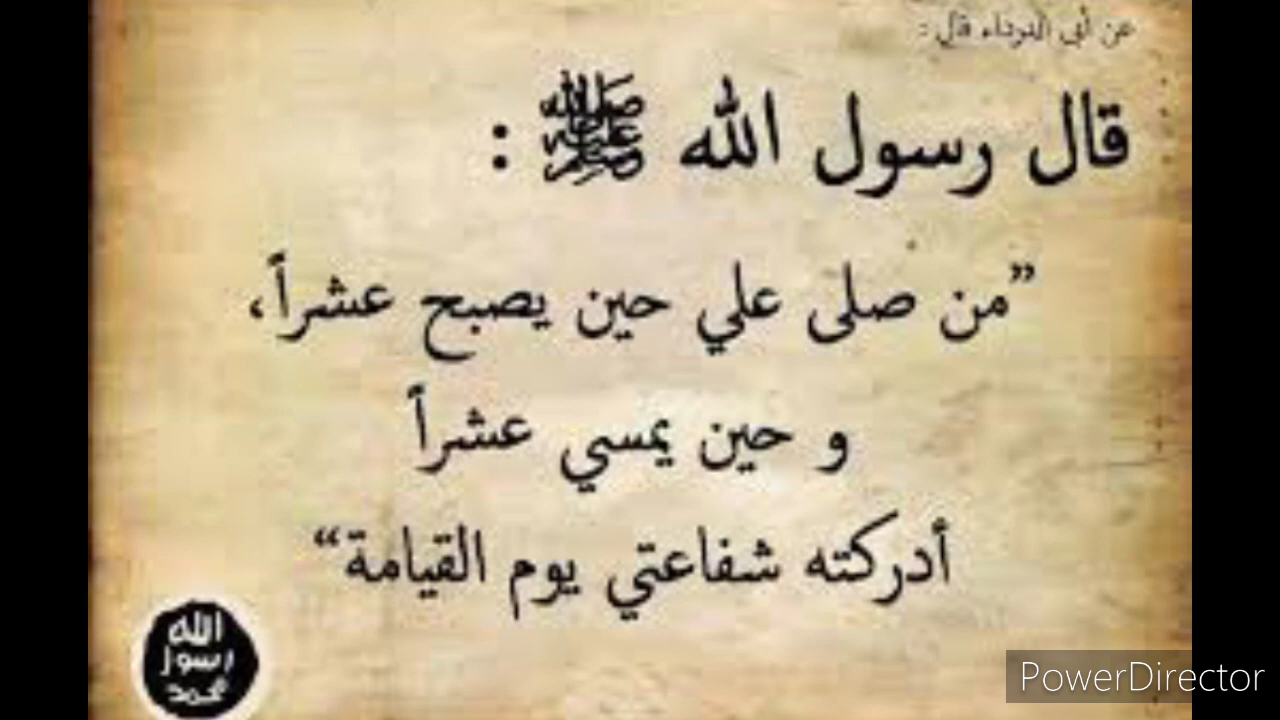 عن أبي الدرداء قال :
قال رسول الله ﷺ :
”من صلى علي حين يصبح عشراً،
و حين يمسي عشراً
أدركته شفاعتي يوم القيامة“
الله
رسول
محمد
PowerDirector